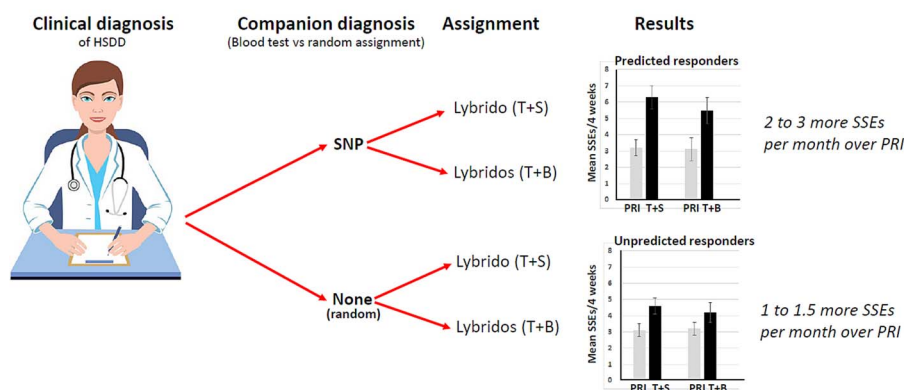 Clinical diagnosis
of HSDD
Companion diagnosis
(Blood test vs random assignment)
Assignment
Results
SNP
Lybrido (T+S)
Lybridos (T+B)
Predicted responders
Mean SSEs/4 weeks
8
7
6
5
4
3
2
1
0
PRI T+S PRI T+B
2 to 3 more SSEs
per month over PRI
None
(random)
Lybrido (T+S)
Lybridos (T+B)
Unpredicted responders
Mean SSEs/4 weeks
8
7
6
5
4
3
2
1
0
PRI T+S PRI T+B
1 to 1.5 more SSEs
per month over PRI